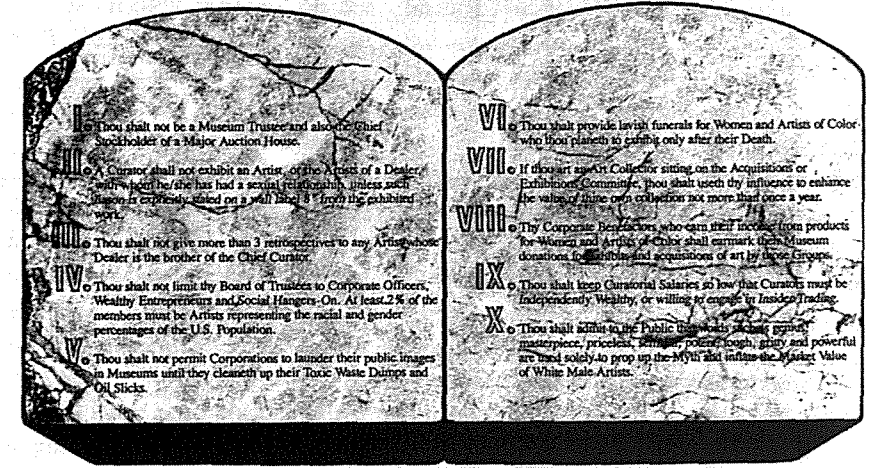 I. Thou shalt not be a Museum Trustee and also the Chief
Stockholder of a Major Auction House.
II. A Curator shall not exhibit an Artist, or the Artists of a Dealer,
with whom he/she has had a sexual relationship, unless such
liason is explicitly stated on a wall label 8" from the exhibited
work.
III. Thou shalt not give more than 3 retrospectives to any Artist whose
Dealer is the brother of the Chief Curator.
IV. Thou shalt not limit thy Board of Trustees to Corporate Officers,
Wealthy Entrepreneurs and Social Hangers-On. At least .2% of the
members must be Artists representing the racial and gender
percentages of the U.S. Population.
V. Thou shalt not permit Corporations to launder their public images
in Museums until they cleaneth up their Toxic Waste Dumps and
Oil Slicks.
VI. Thou shalt provide lavish funerals for Women and Artists of Color
who thou planeth to exhibit only after their Death.
VII. If thou art an Art Collector sitting on the Acquisitions or
Exhibitions Committee, thou shalt useth thy influence to enhance
the value of thine own collection not more than once a year.
VIII. Thy Corporate Benefactors who earn their income from products
for Women and Artists of Color shall earmark their Museum
donations for exhibits and acquisitions of art by those Groups.
IX. Thou shalt keep Curatorial Salaries so low that Curators must be
Independently Wealthy, or willing to engage in Insider Trading.
X. Thou shalt admit to the Public that words such as genius,
masterpiece, priceless, seminal, potent, tough, gritty and powerful
are used solely to prop up the Myth and inflate the Market Value
of White Male Artists.